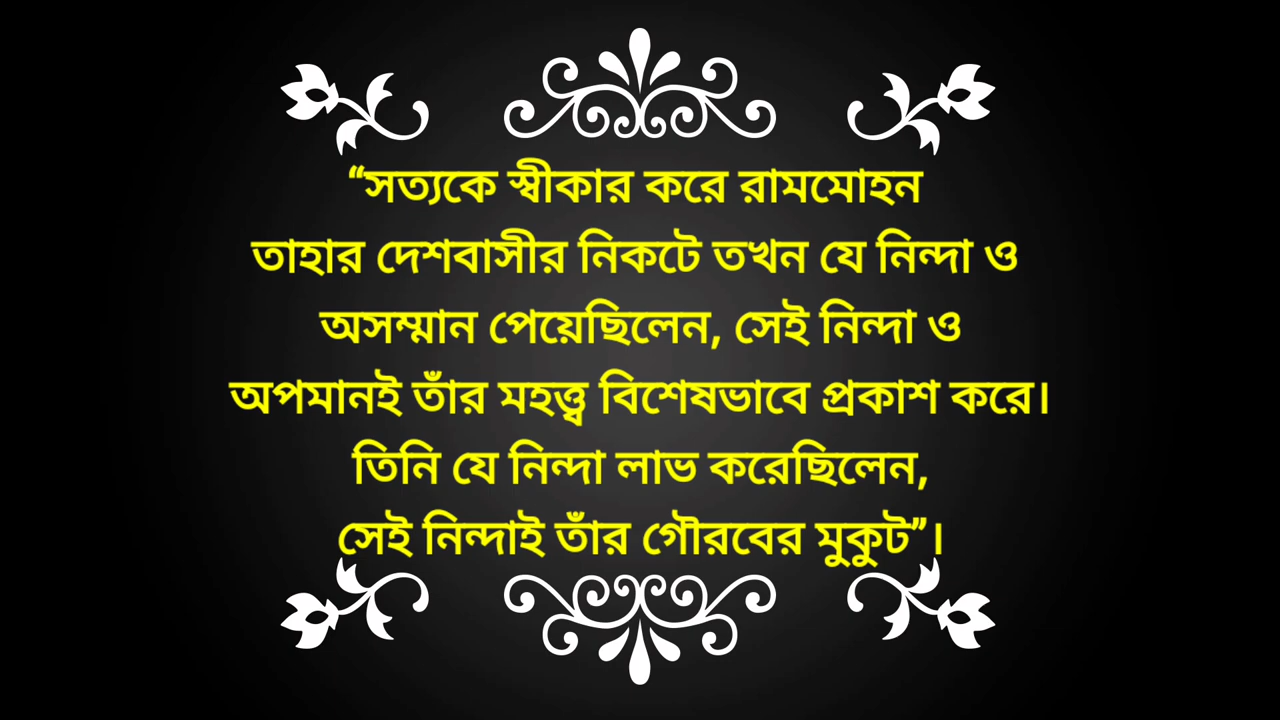 “সত্যকে স্বীকার করে রামমোহন
তাহার দেশবাসীর নিকটে তখন যে নিন্দা ও
অসম্মান পেয়েছিলেন, সেই নিন্দা ও
অপমানই তাঁর মহত্ত্ব বিশেষভাবে প্রকাশ করে।
তিনি যে নিন্দা লাভ করেছিলেন,
সেই নিন্দাই তাঁর গৌরবের মুকুট”।